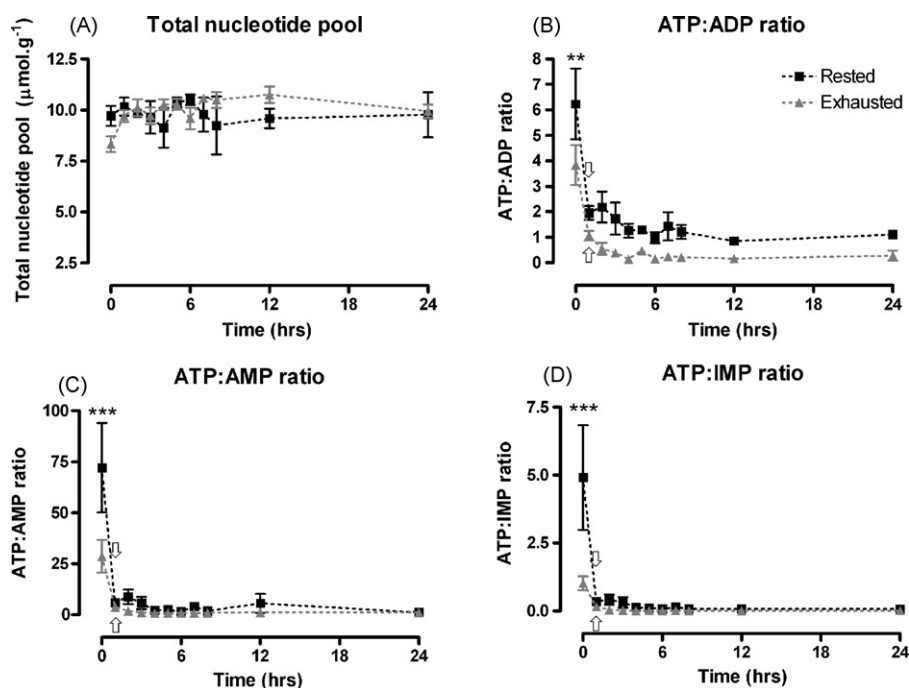 (A) Total nucleotide pool
Total nucleotide pool (μmol.g⁻¹)
12.5
10.0
7.5
5.0
2.5
0 6 12 18 24
Time (hrs)
(B) ATP:ADP ratio
ATP:ADP ratio
**
8
7
6
5
4
3
2
1
0
Rested
Exhausted
0 6 12 18 24
Time (hrs)
(C) ATP:AMP ratio
ATP:AMP ratio
***
100
75
50
25
0
0 6 12 18 24
Time (hrs)
(D) ATP:IMP ratio
ATP:IMP ratio
***
7.5
5.0
2.5
0.0
0 6 12 18 24
Time (hrs)